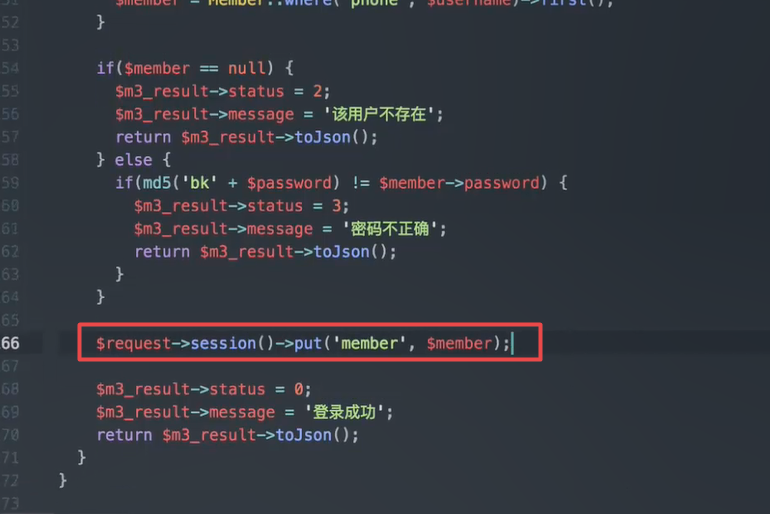 51 $member = Member::where('phone', $username)->first();
52 }
53
54 if($member == null) {
55 $m3_result->status = 2;
56 $m3_result->message = '该用户不存在';
57 return $m3_result->toJson();
58 } else {
59 if(md5('bk' + $password) != $member->password) {
60 $m3_result->status = 3;
61 $m3_result->message = '密码不正确';
62 return $m3_result->toJson();
63 }
64 }
65
66 $request->session()->put('member', $member);
67
68 $m3_result->status = 0;
69 $m3_result->message = '登录成功';
70 return $m3_result->toJson();
71 }
72 }
73